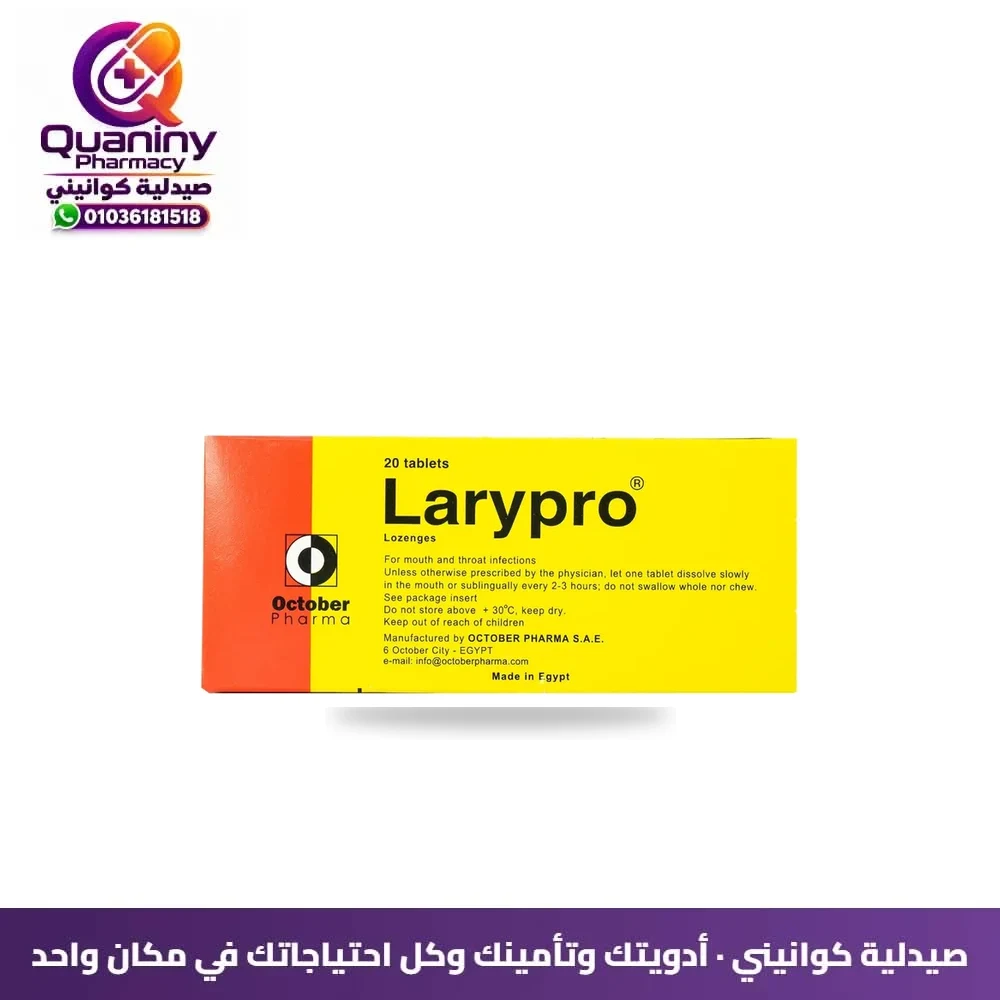 Quaniny
Pharmacy
صيدلية كوانيني
01036181518
20 tablets
Larypro®
Lozenges
For mouth and throat infections
Unless otherwise prescribed by the physician, let one tablet dissolve slowly
in the mouth or sublingually every 2-3 hours; do not swallow whole nor chew.
See package insert
Do not store above + 30°C, keep dry.
Keep out of reach of children
Manufactured by OCTOBER PHARMA S.A.E.
6 October City - EGYPT
e-mail: info@octoberpharma.com
Made in Egypt
October
Pharma
صيدلية كوانيني · أدويتك وتأمينك وكل احتياجاتك في مكان واحد